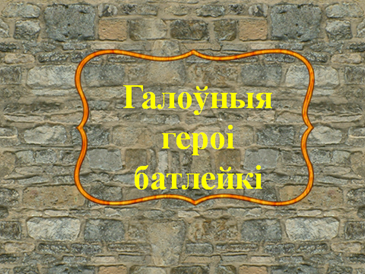 Галоўныя
героі
батлейкі